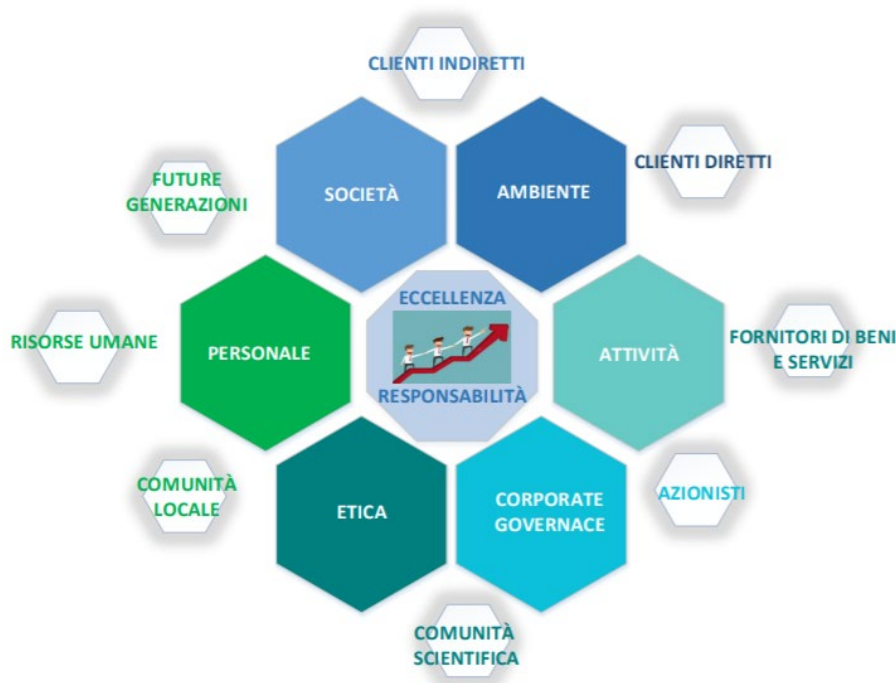 CLIENTI INDIRETTI
CLIENTI DIRETTI
FUTURE
GENERAZIONI
SOCIETÀ
AMBIENTE
ECCELLENZA
RISORSE UMANE
PERSONALE
ATTIVITÀ
FORNITORI DI BENI
E SERVIZI
RESPONSABILITÀ
COMUNITÀ
LOCALE
ETICA
CORPORATE
GOVERNACE
AZIONISTI
COMUNITÀ
SCIENTIFICA